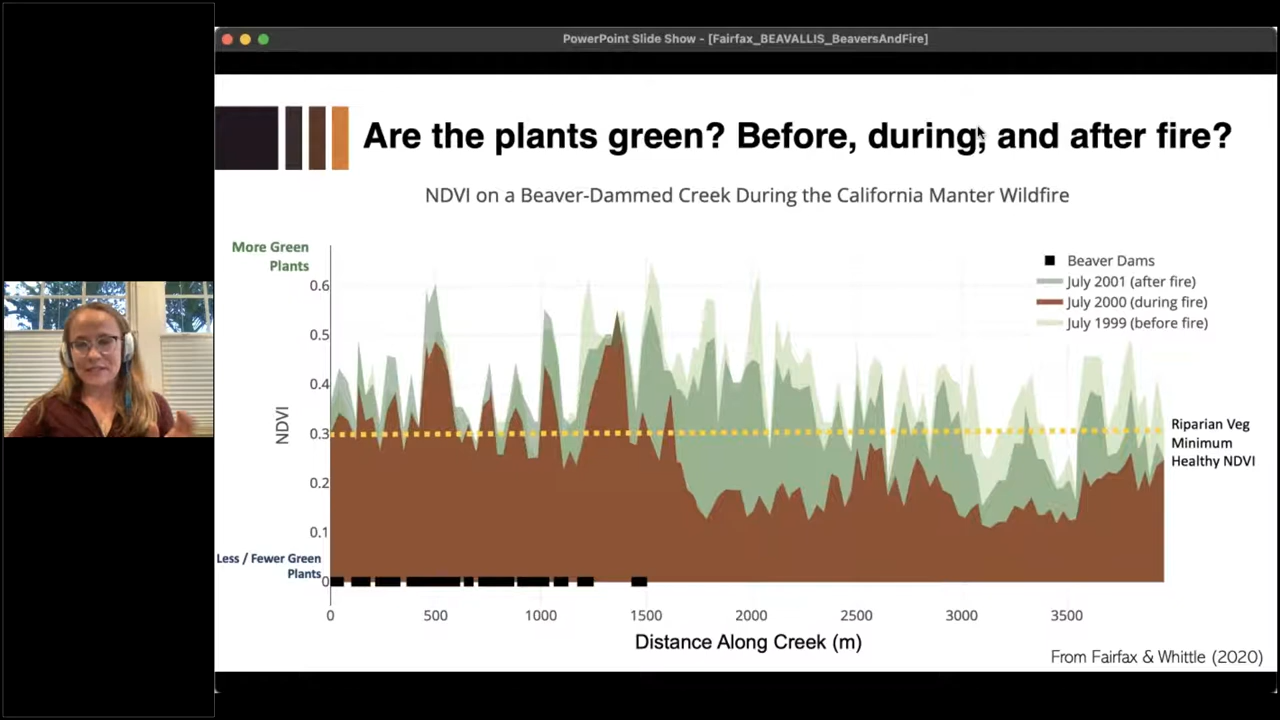 PowerPoint Slide Show - [Fairfax_BEAVALLIS_BeaversAndFire]
Are the plants green? Before, during, and after fire?
NDVI on a Beaver-Dammed Creek During the California Manter Wildfire
More Green
Plants
Beaver Dams
July 2001 (after fire)
July 2000 (during fire)
July 1999 (before fire)
0.6
0.5
0.4
0.3
0.2
0.1
0
NDVI
Riparian Veg
Minimum
Healthy NDVI
Less / Fewer Green
Plants
0 500 1000 1500 2000 2500 3000 3500
Distance Along Creek (m)
From Fairfax & Whittle (2020)